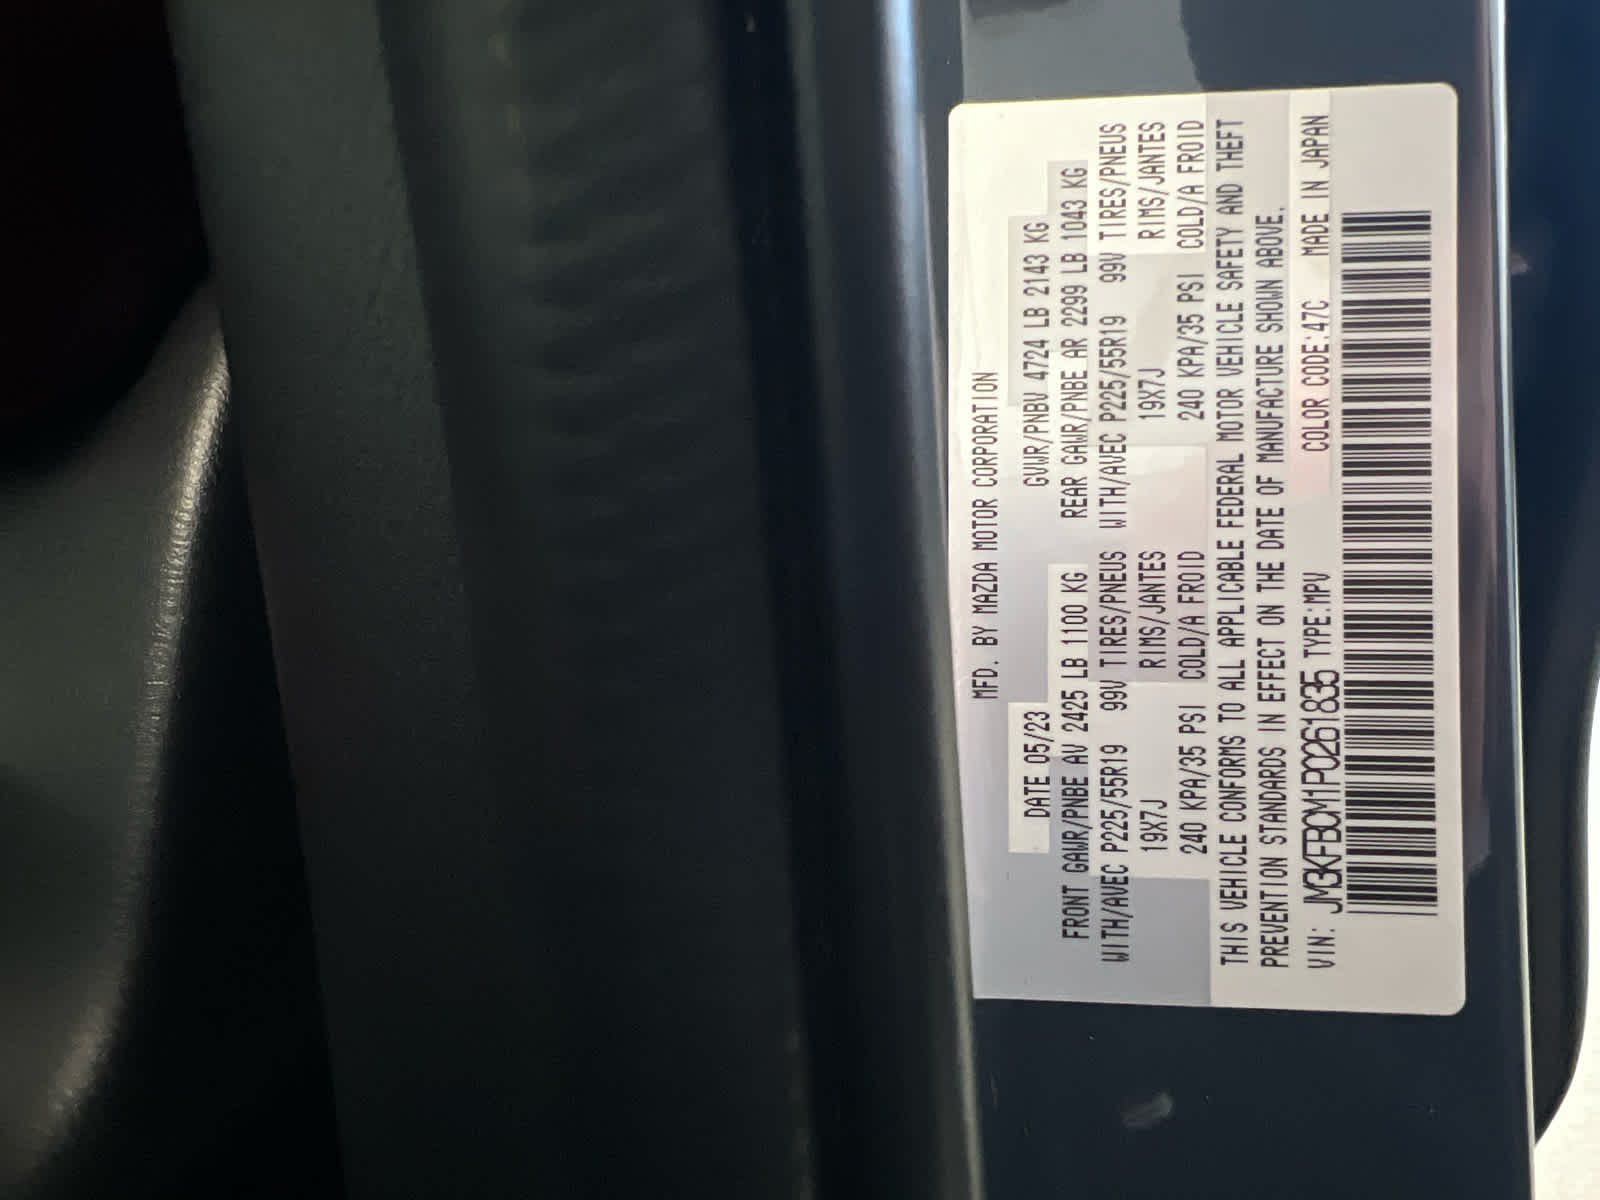 MFD. BY MAZDA MOTOR CORPORATION
DATE 05/23 GVWR/PNBV 4724 LB 2143 KG
FRONT GAWR/PNBE AV 2425 LB 1100 KG REAR GAWR/PNBE AR 2299 LB 1043 KG
WITH/AVEC P225/55R19 99V TIRES/PNEUS WITH/AVEC P225/55R19 99V TIRES/PNEUS
19X7J RIMS/JANTES 19X7J RIMS/JANTES
240 KPA/35 PSI COLD/A FROID 240 KPA/35 PSI COLD/A FROID
THIS VEHICLE CONFORMS TO ALL APPLICABLE FEDERAL MOTOR VEHICLE SAFETY AND THEFT
PREVENTION STANDARDS IN EFFECT ON THE DATE OF MANUFACTURE SHOWN ABOVE.
VIN: JM3KFBCM1P0261835 TYPE:MPV COLOR CODE:47C MADE IN JAPAN